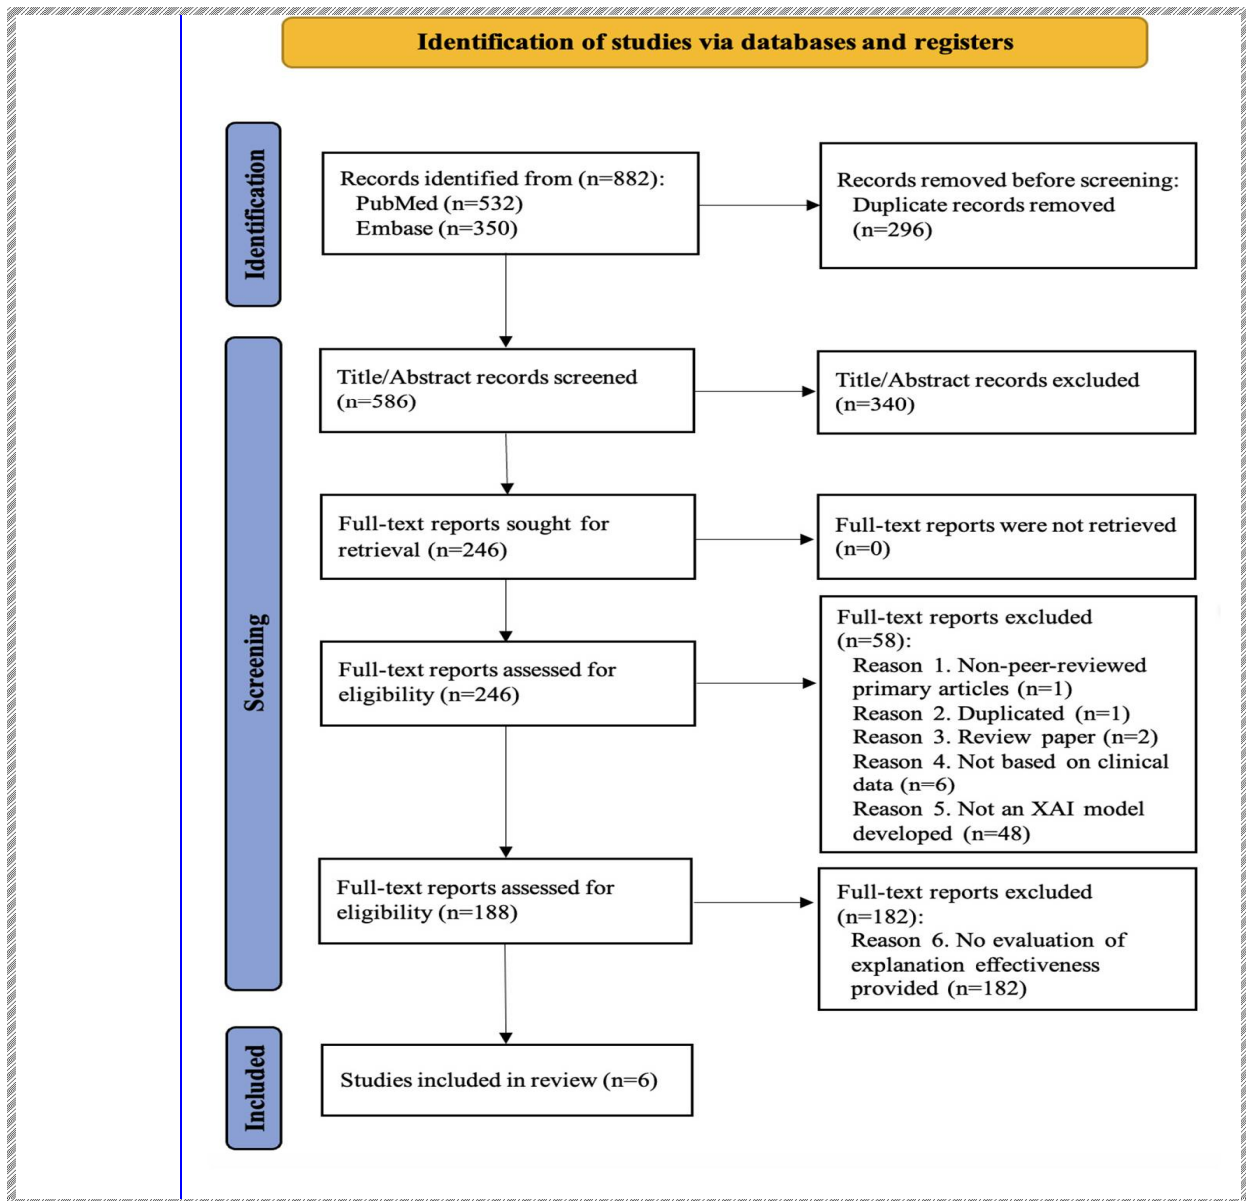 Identification of studies via databases and registers
Identification
Records identified from (n=882):
PubMed (n=532)
Embase (n=350)
Records removed before screening:
Duplicate records removed
(n=296)
Screening
Title/Abstract records screened
(n=586)
Title/Abstract records excluded
(n=340)
Full-text reports sought for
retrieval (n=246)
Full-text reports were not retrieved
(n=0)
Full-text reports assessed for
eligibility (n=246)
Full-text reports excluded
(n=58):
Reason 1. Non-peer-reviewed
primary articles (n=1)
Reason 2. Duplicated (n=1)
Reason 3. Review paper (n=2)
Reason 4. Not based on clinical
data (n=6)
Reason 5. Not an XAI model
developed (n=48)
Full-text reports assessed for
eligibility (n=188)
Full-text reports excluded
(n=182):
Reason 6. No evaluation of
explanation effectiveness
provided (n=182)
Included
Studies included in review (n=6)